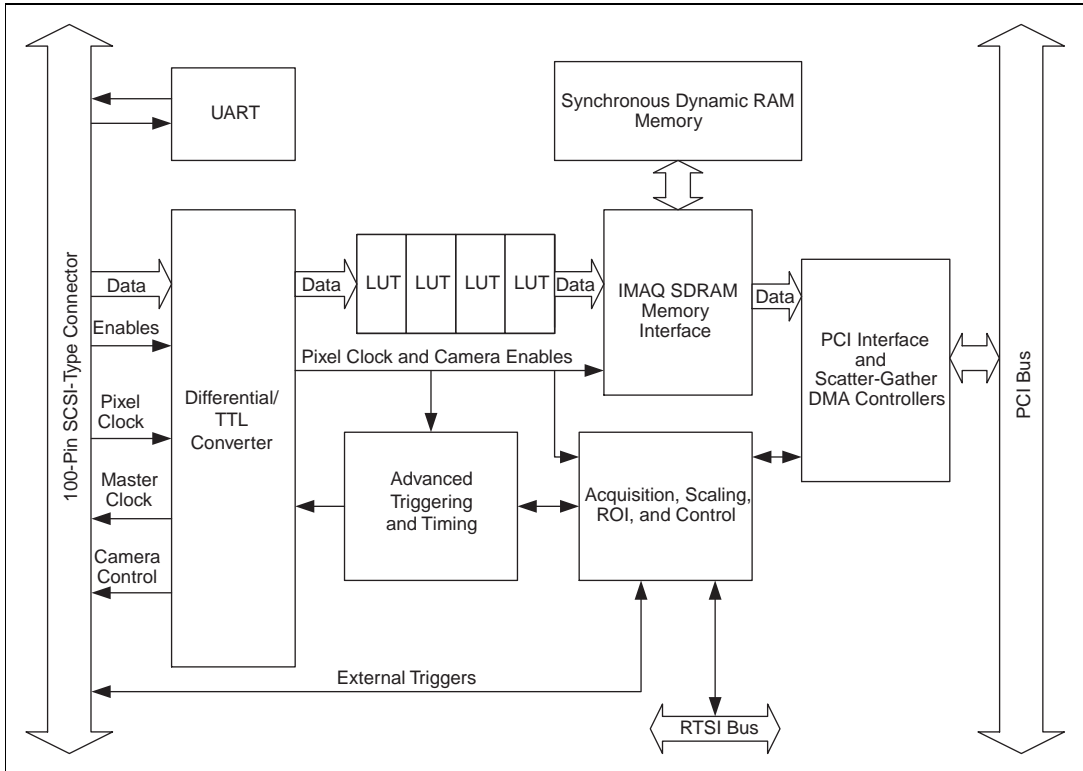 100-Pin SCSI-Type Connector
UART
Synchronous Dynamic RAM
Memory
Data
Enables
Pixel
Clock
Master
Clock
Camera
Control
Differential/
TTL
Converter
Data
LUT
LUT
LUT
LUT
Data
Pixel Clock and Camera Enables
IMAQ SDRAM
Memory
Interface
Data
PCI Interface
and
Scatter-Gather
DMA Controllers
PCI Bus
Advanced
Triggering
and Timing
Acquisition, Scaling,
ROI, and Control
External Triggers
RTSI Bus